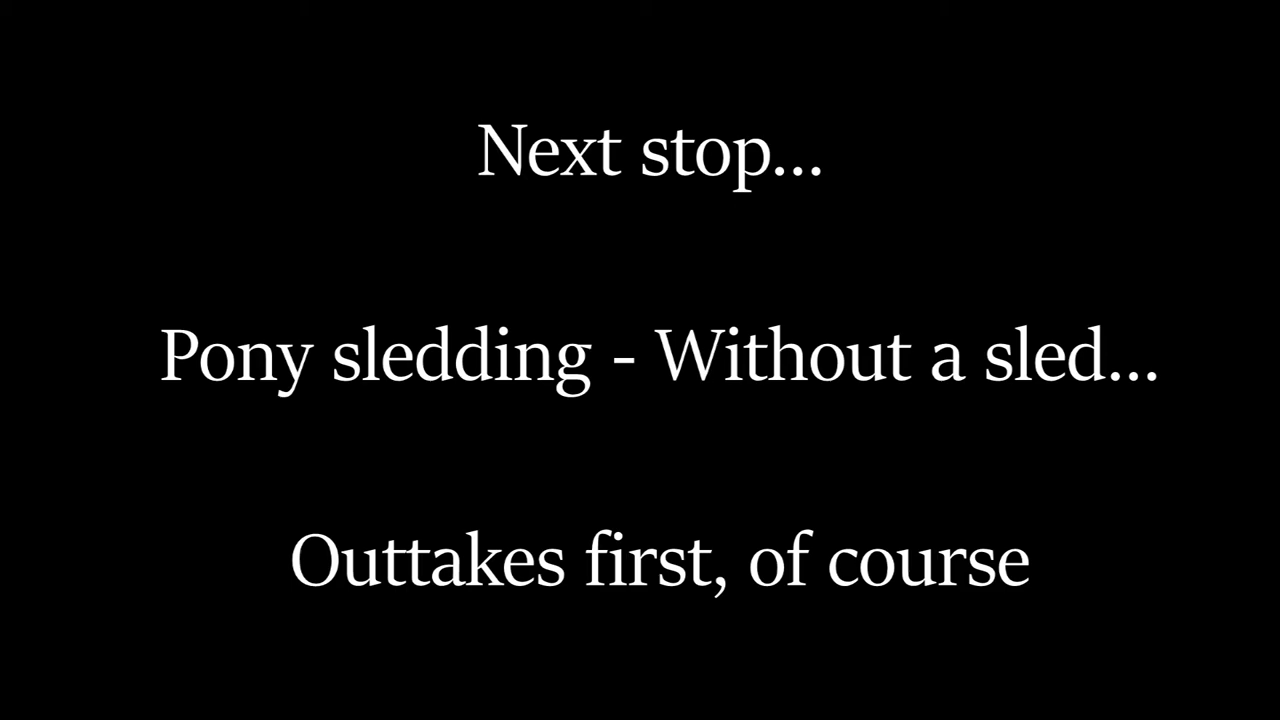 Next stop...
Pony sledding - Without a sled...
Outtakes first, of course